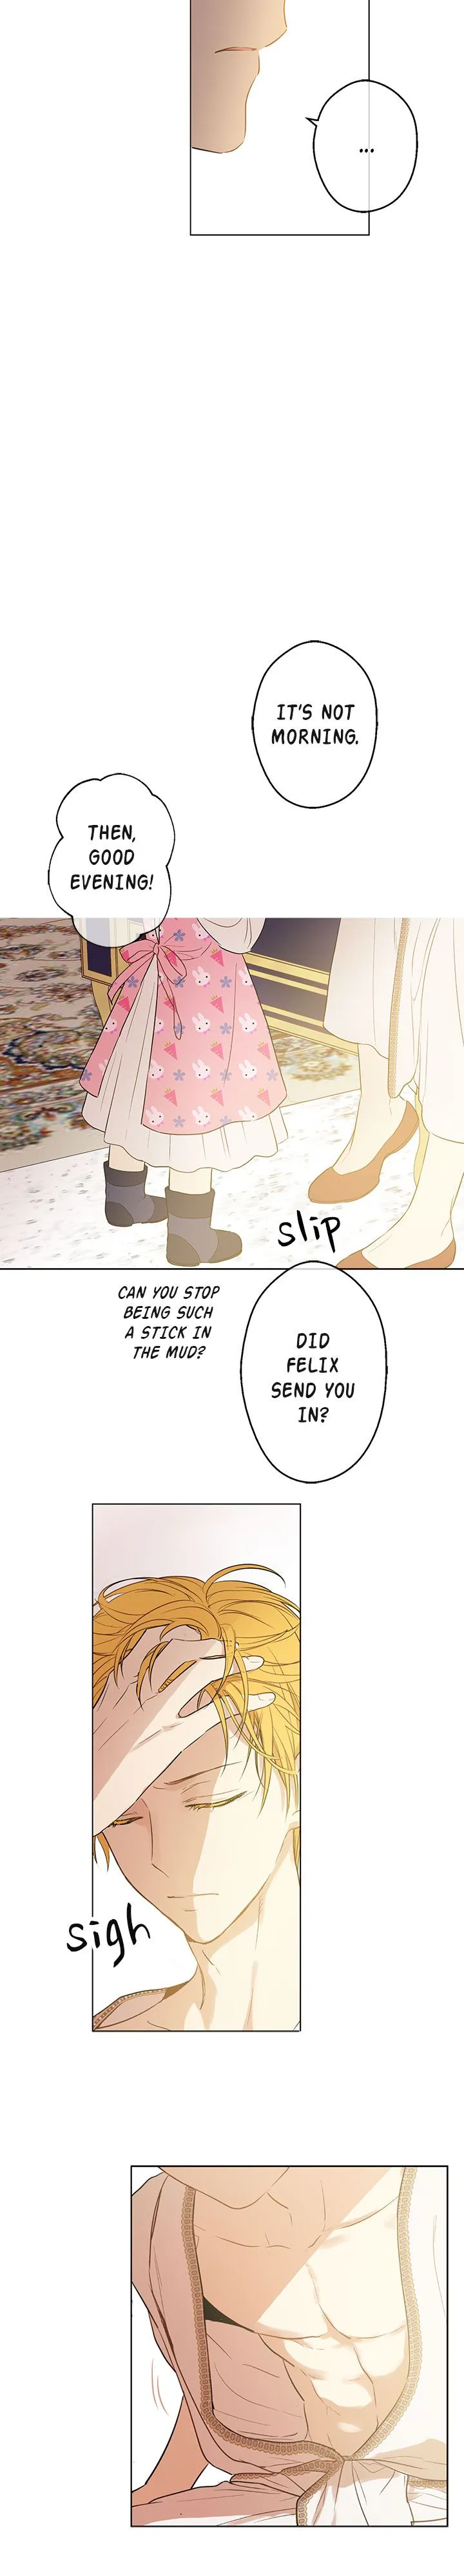 ...
IT'S NOT
MORNING.
THEN,
GOOD
EVENING!
slip
CAN YOU STOP
BEING SUCH
A STICK IN
THE MUD?
DID
FELIX
SEND YOU
IN?
sigh